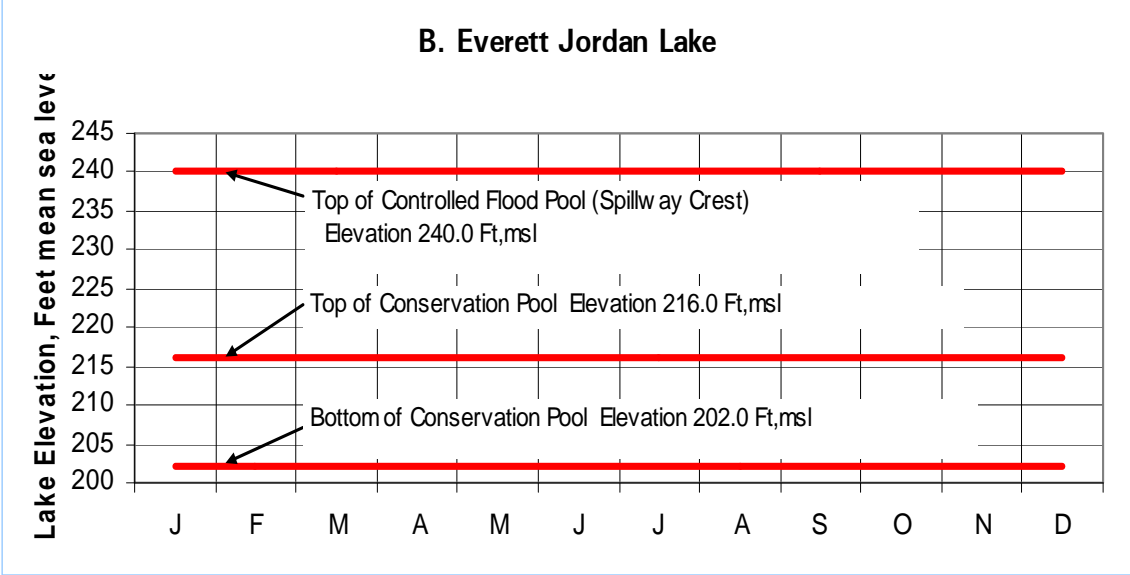 B. Everett Jordan Lake
Lake Elevation, Feet mean sea leve
245
240
235
230
225
220
215
210
205
200
Top of Controlled Flood Pool (Spillway Crest)
Elevation 240.0 Ft,msl
Top of Conservation Pool Elevation 216.0 Ft,msl
Bottom of Conservation Pool Elevation 202.0 Ft,msl
J F M A M J J A S O N D